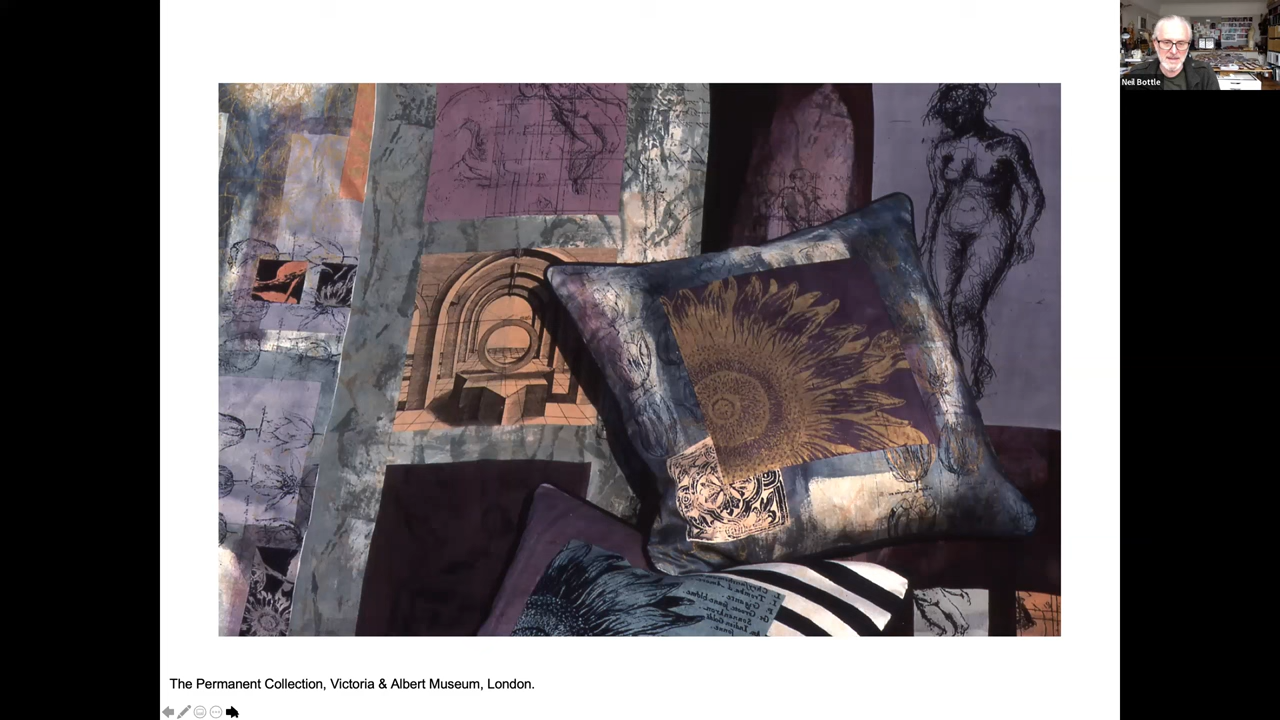 Neil Bottle
The Permanent Collection, Victoria & Albert Museum, London.